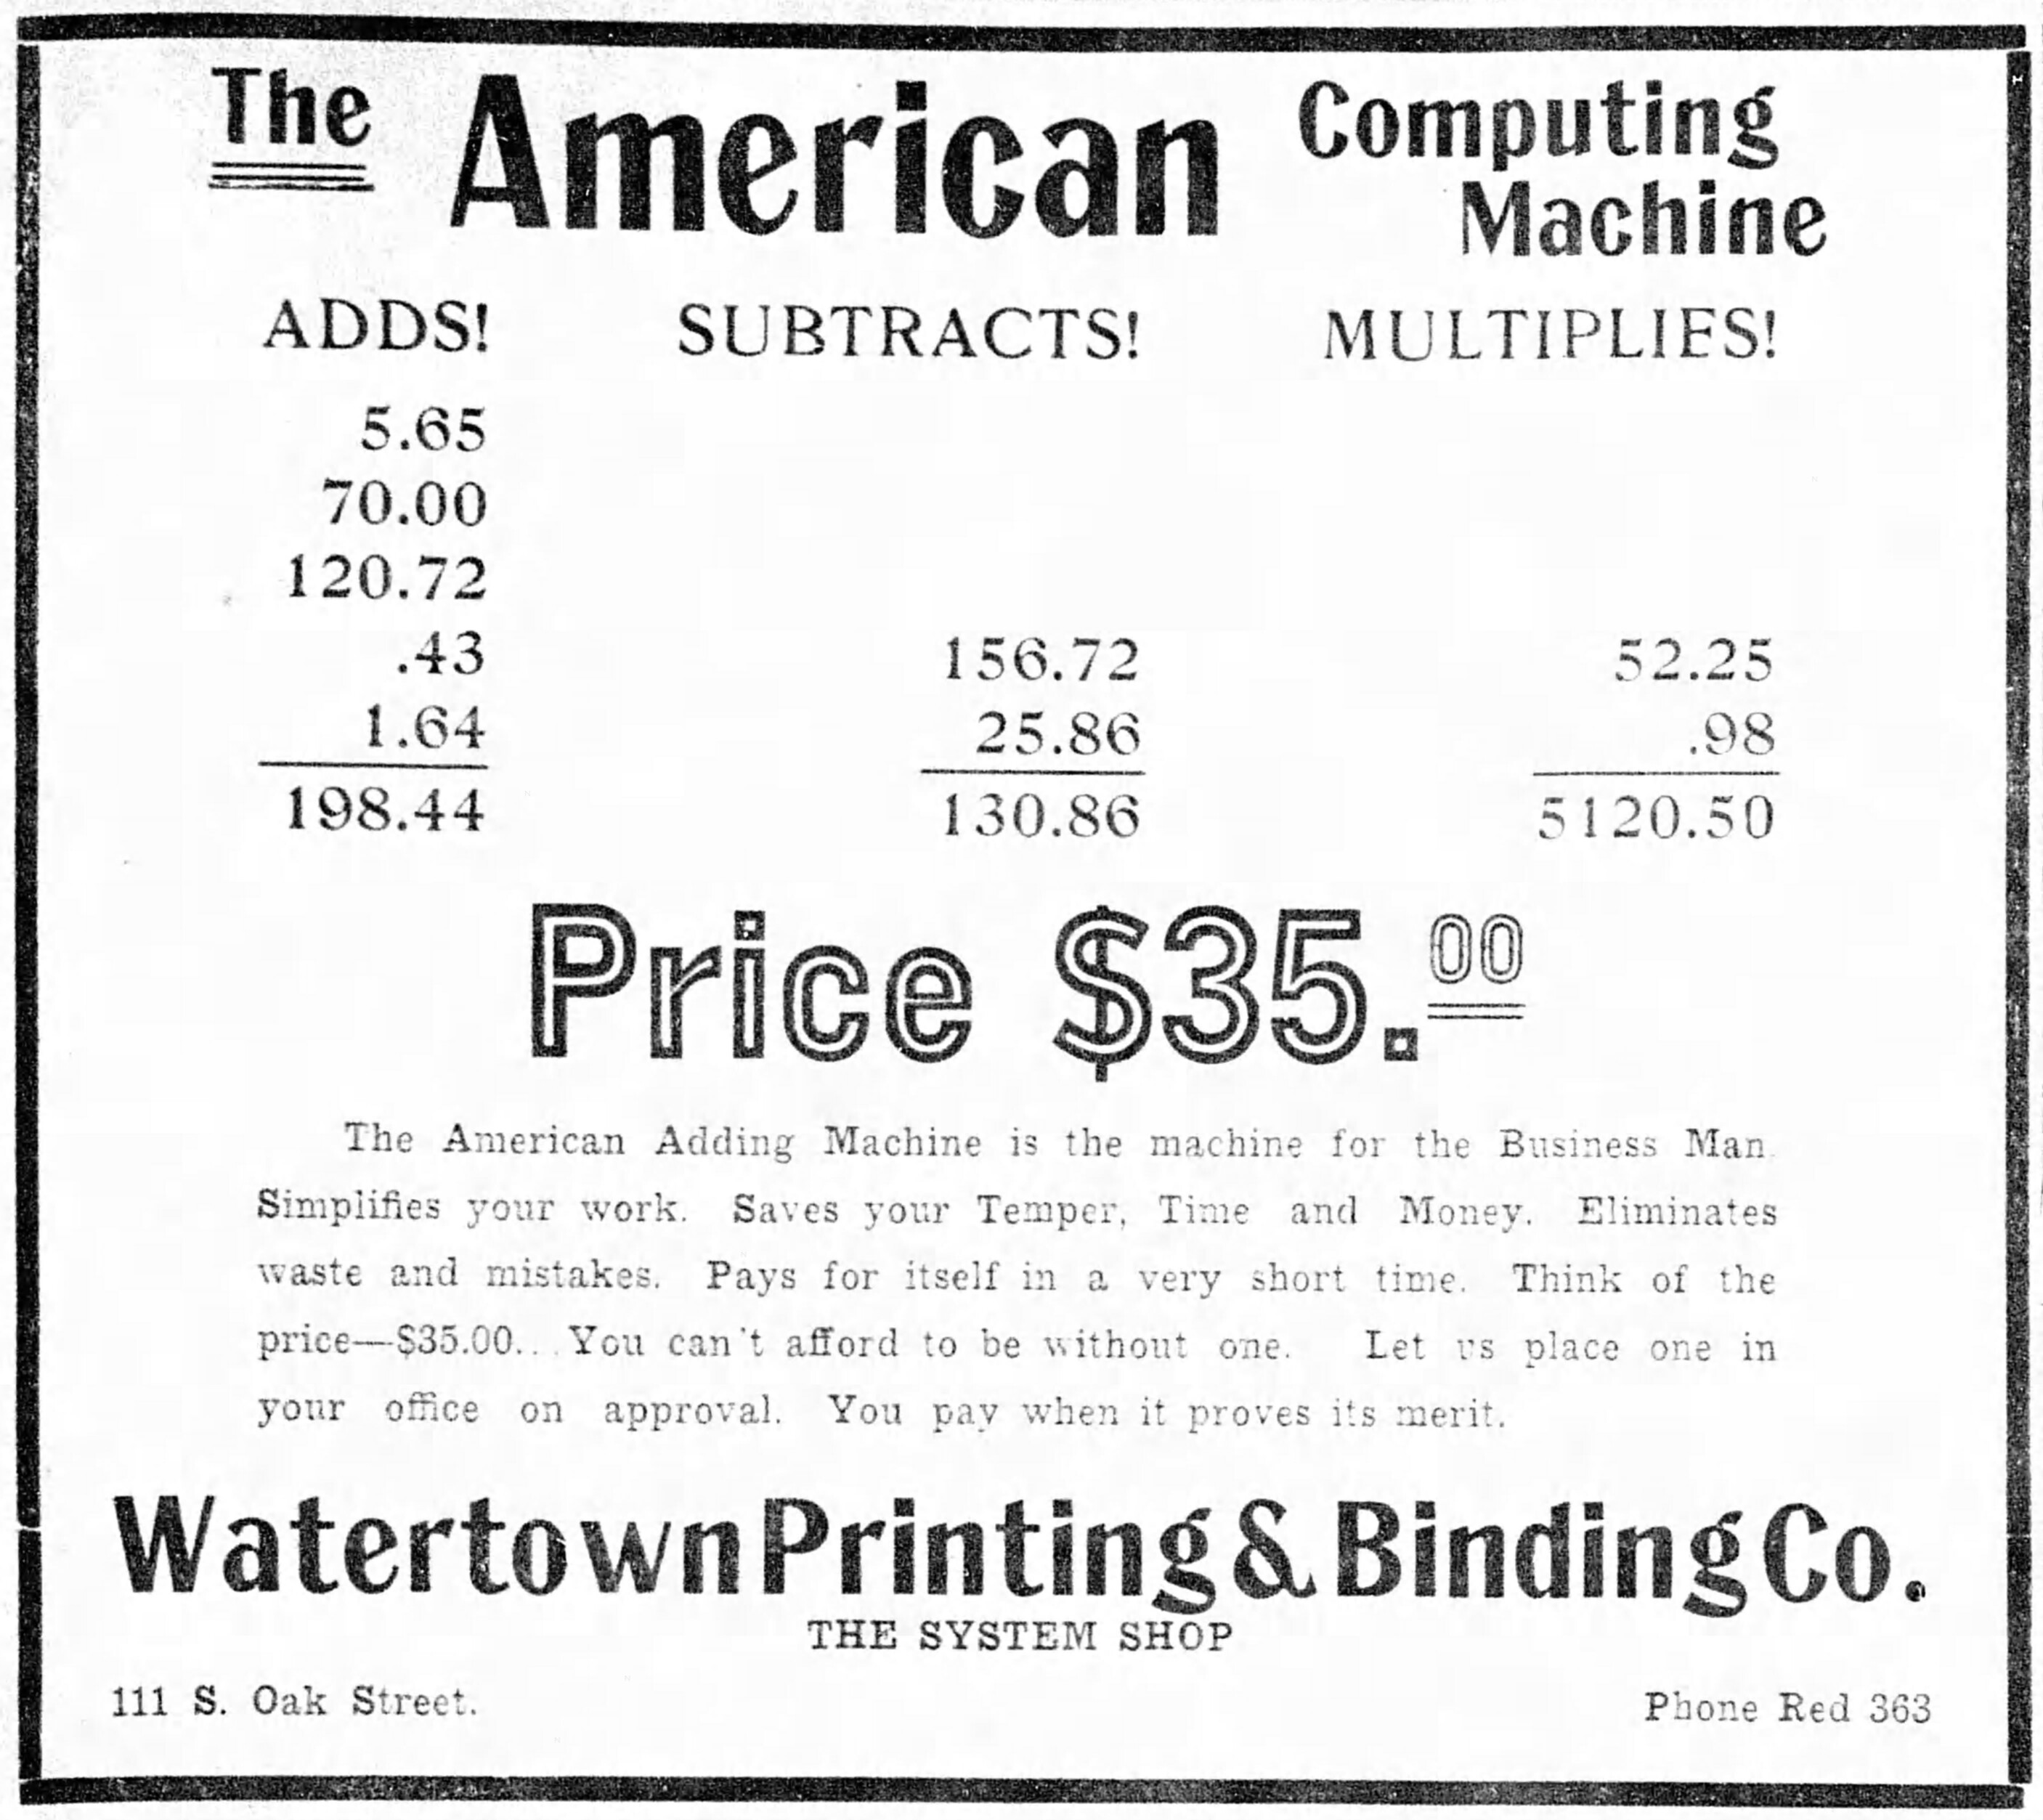 The American Computing Machine
ADDS! SUBTRACTS! MULTIPLIES!
5.65
70.00
120.72
.43 156.72 52.25
1.64 25.86 .98
198.44 130.86 5120.50
Price $35.00
The American Adding Machine is the machine for the Business Man.
Simplifies your work. Saves your Temper, Time and Money. Eliminates
waste and mistakes. Pays for itself in a very short time. Think of the
price—$35.00... You can't afford to be without one. Let us place one in
your office on approval. You pay when it proves its merit.
Watertown Printing & Binding Co.
THE SYSTEM SHOP
111 S. Oak Street. Phone Red 363